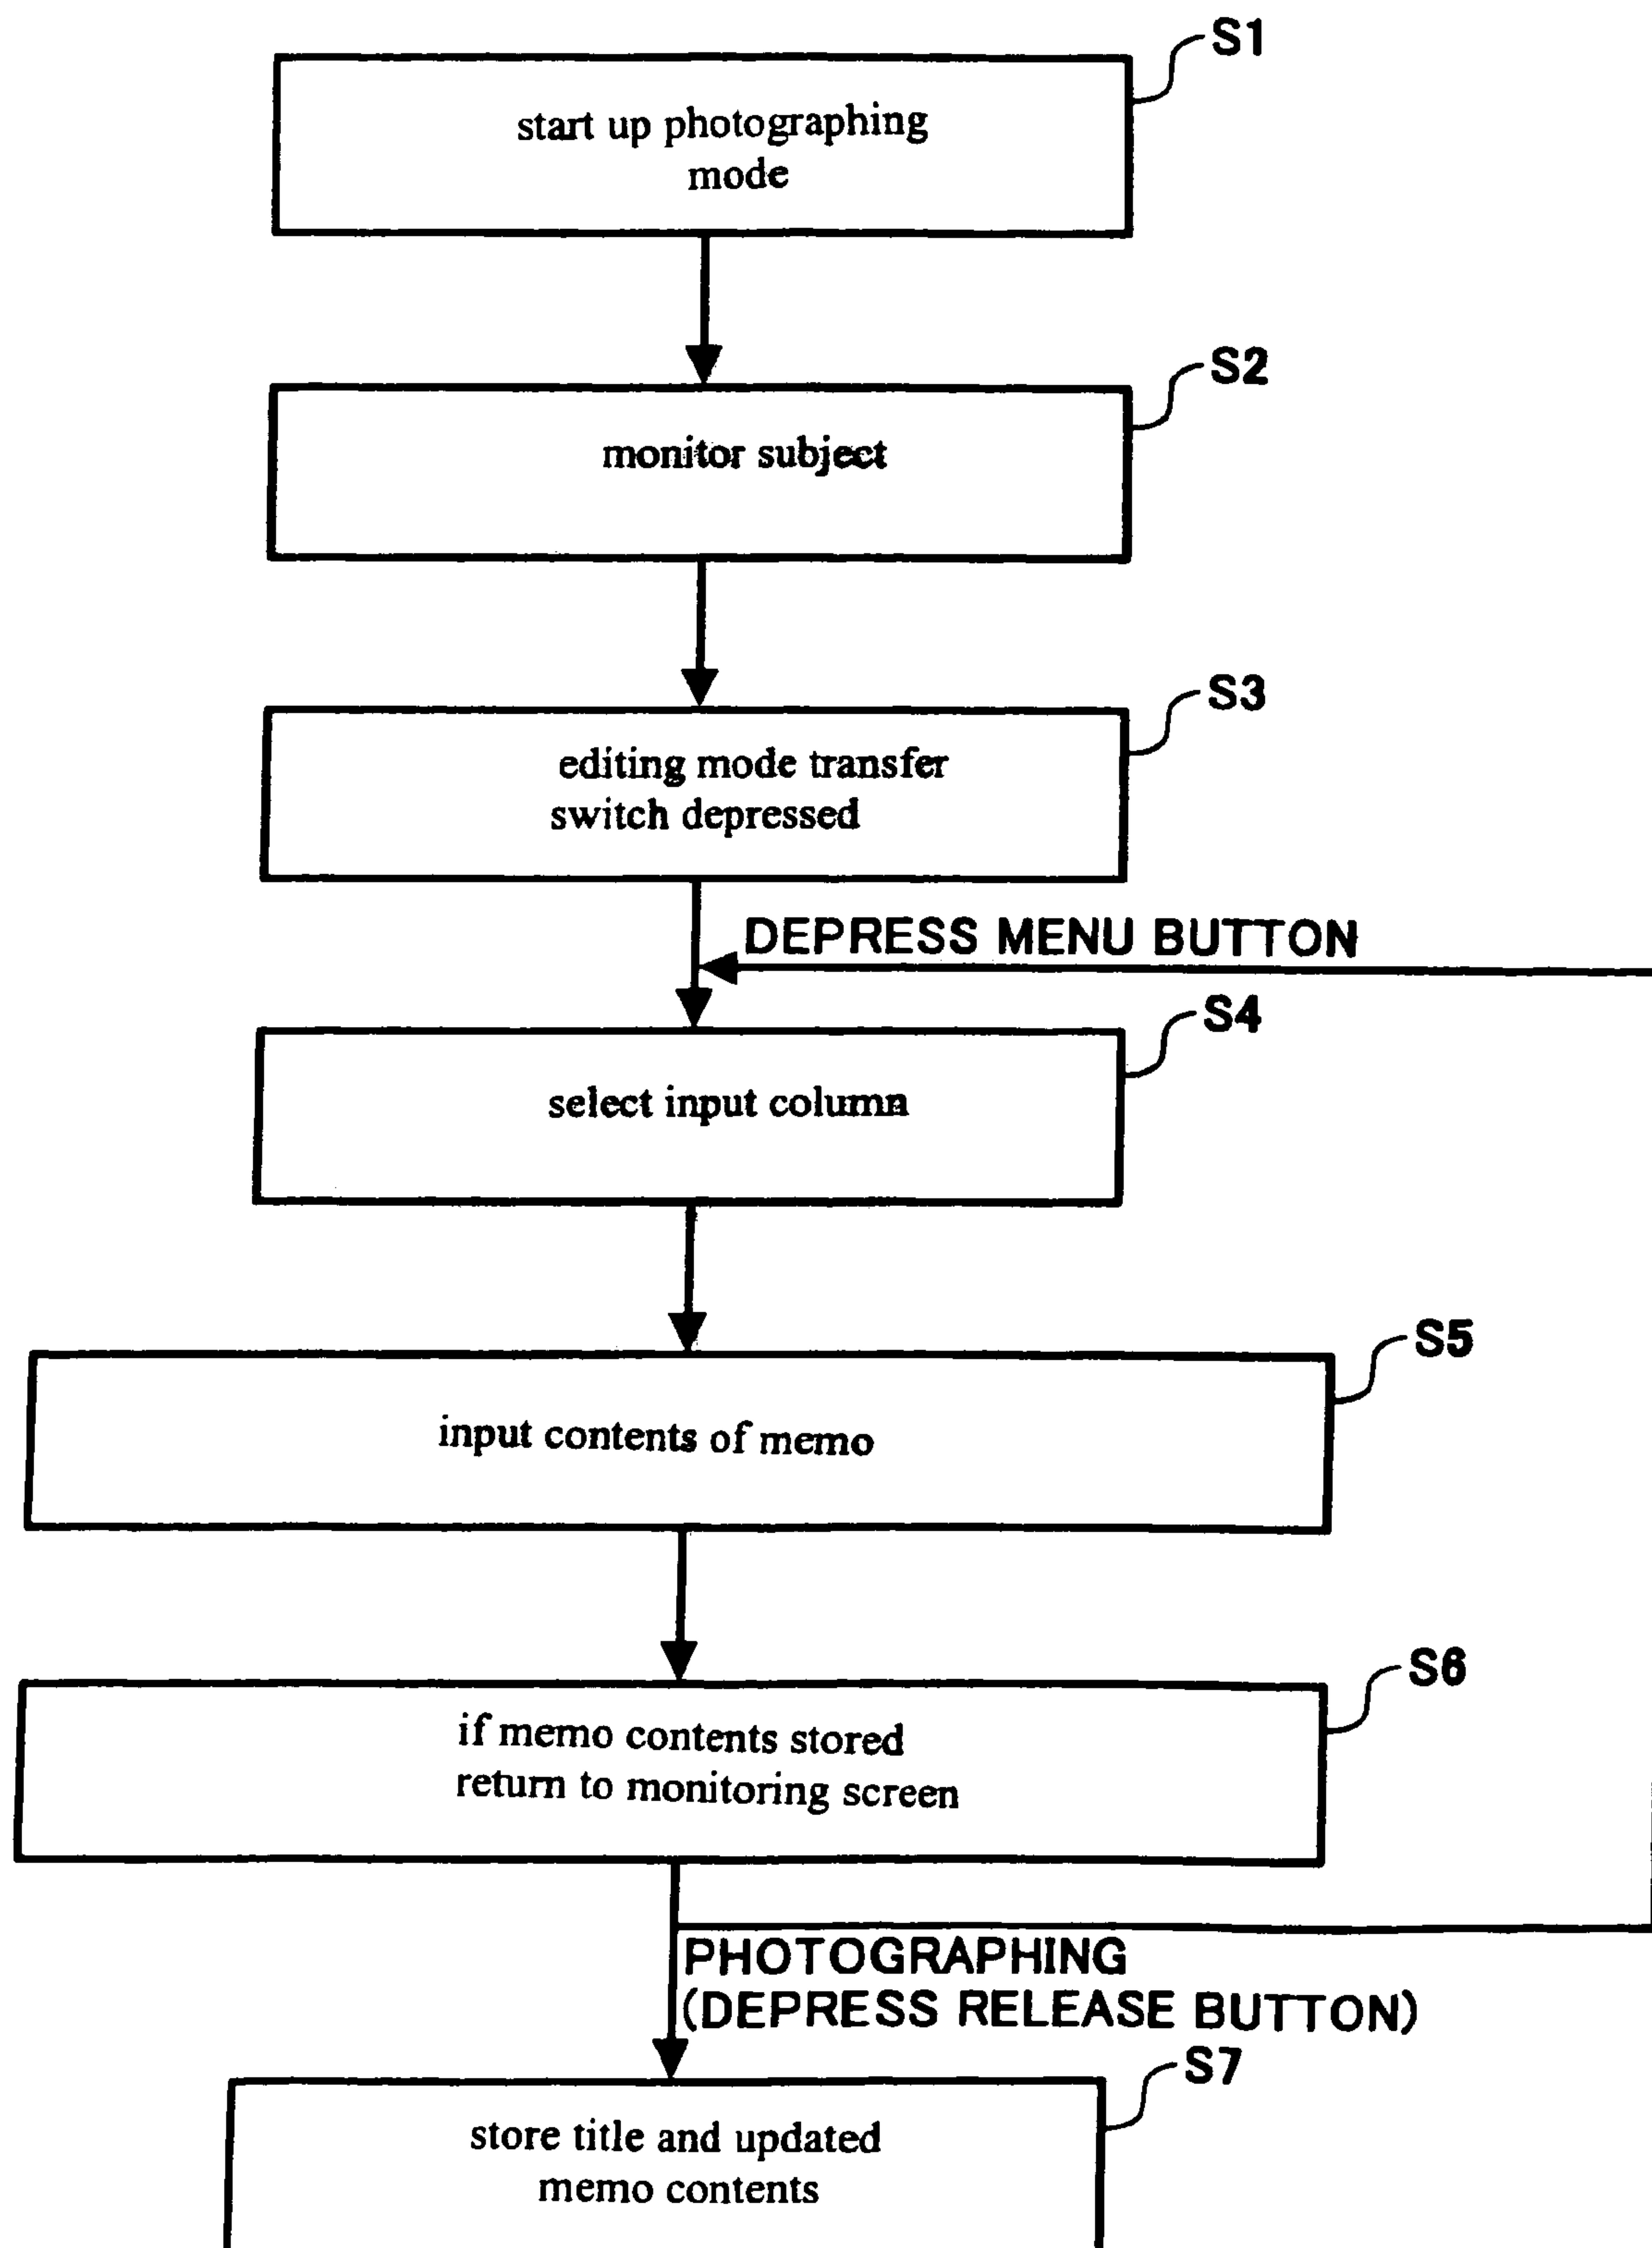 S1
start up photographing
mode
S2
monitor subject
S3
editing mode transfer
switch depressed
DEPRESS MENU BUTTON
S4
select input column
S5
input contents of memo
S6
if memo contents stored
return to monitoring screen
PHOTOGRAPHING
(DEPRESS RELEASE BUTTON)
S7
store title and updated
memo contents